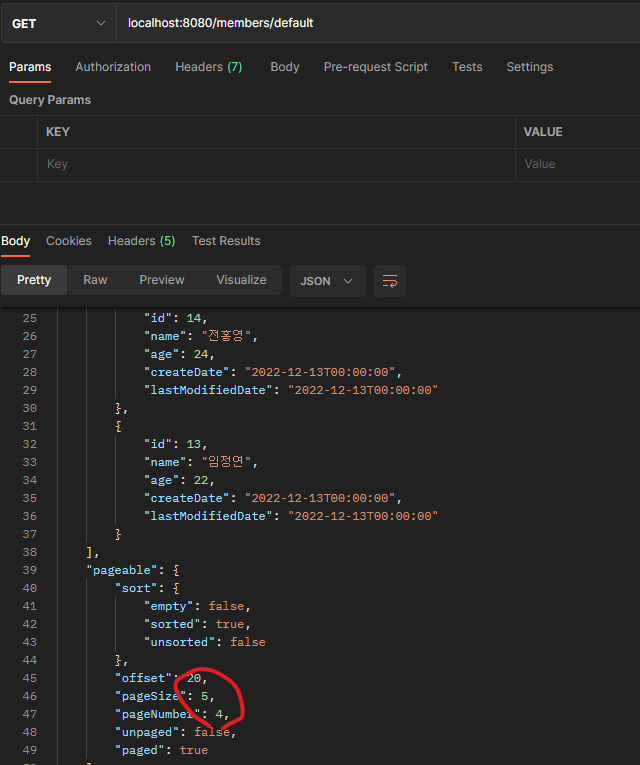 GET localhost:8080/members/default
Params Authorization Headers (7) Body Pre-request Script Tests Settings
Query Params
KEY VALUE
Key Value
Body Cookies Headers (5) Test Results
Pretty Raw Preview Visualize JSON
25 "id": 14,
26 "name": "전홍영",
27 "age": 24,
28 "createDate": "2022-12-13T00:00:00",
29 "lastModifiedDate": "2022-12-13T00:00:00"
30 },
31 {
32 "id": 13,
33 "name": "임정연",
34 "age": 22,
35 "createDate": "2022-12-13T00:00:00",
36 "lastModifiedDate": "2022-12-13T00:00:00"
37 }
38 ],
39 "pageable": {
40 "sort": {
41 "empty": false,
42 "sorted": true,
43 "unsorted": false
44 },
45 "offset": 20,
46 "pageSize": 5,
47 "pageNumber": 4,
48 "unpaged": false,
49 "paged": true